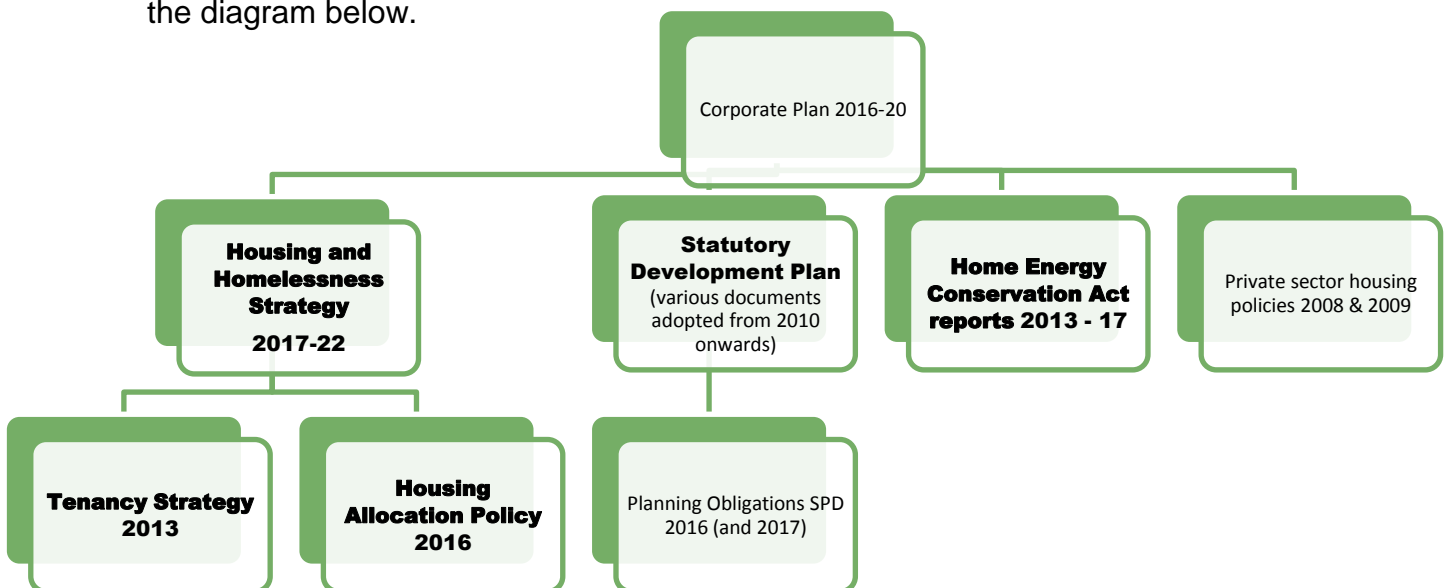 the diagram below.
Corporate Plan 2016-20
Housing and
Homelessness
Strategy
2017-22
Statutory
Development Plan
(various documents
adopted from 2010
onwards)
Home Energy
Conservation Act
reports 2013 - 17
Private sector housing
policies 2008 & 2009
Tenancy Strategy
2013
Housing
Allocation Policy
2016
Planning Obligations SPD
2016 (and 2017)